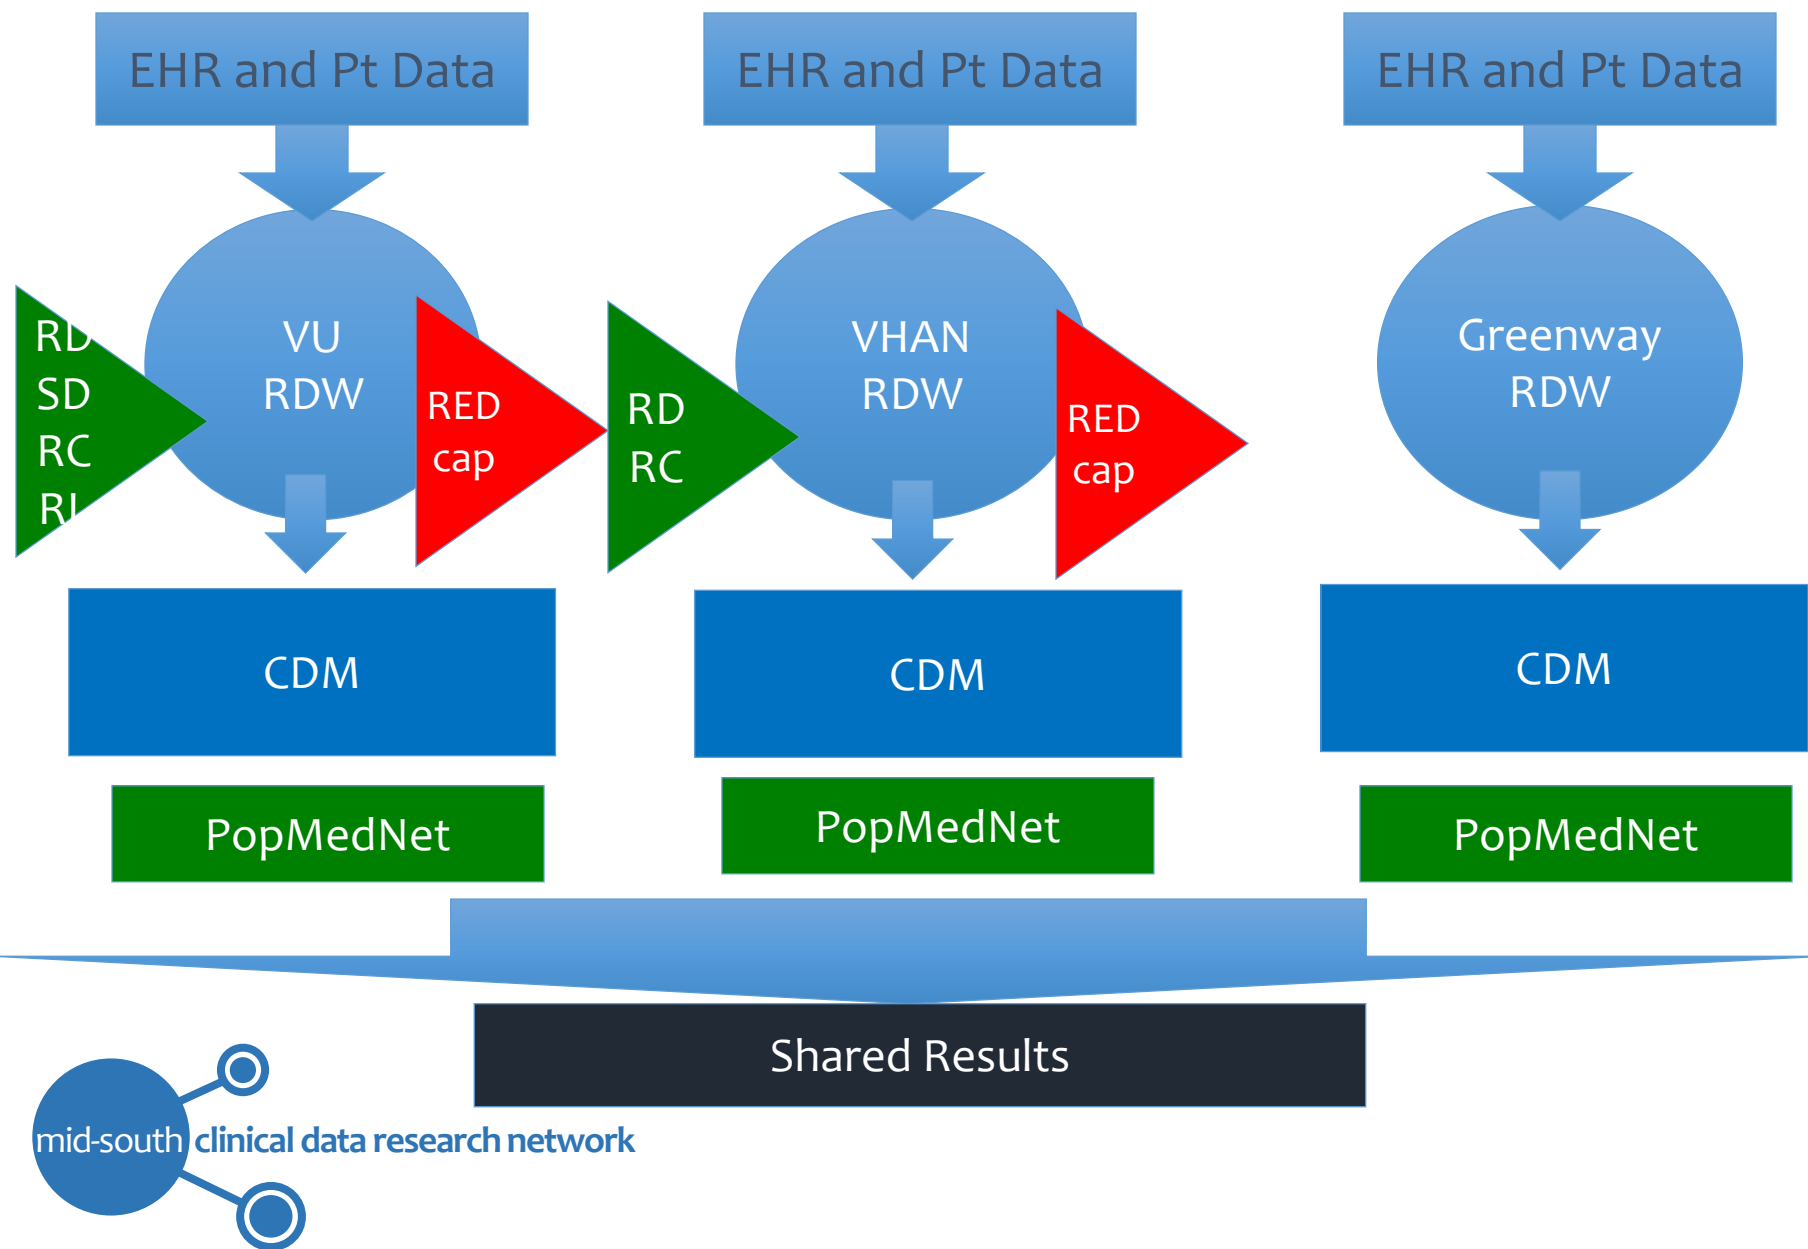 EHR and Pt Data
EHR and Pt Data
EHR and Pt Data
RD
SD
RC
VU
RDW
RED
cap
RD
RC
VHAN
RDW
RED
cap
Greenway
RDW
CDM
CDM
CDM
PopMedNet
PopMedNet
PopMedNet
Shared Results
mid-south clinical data research network